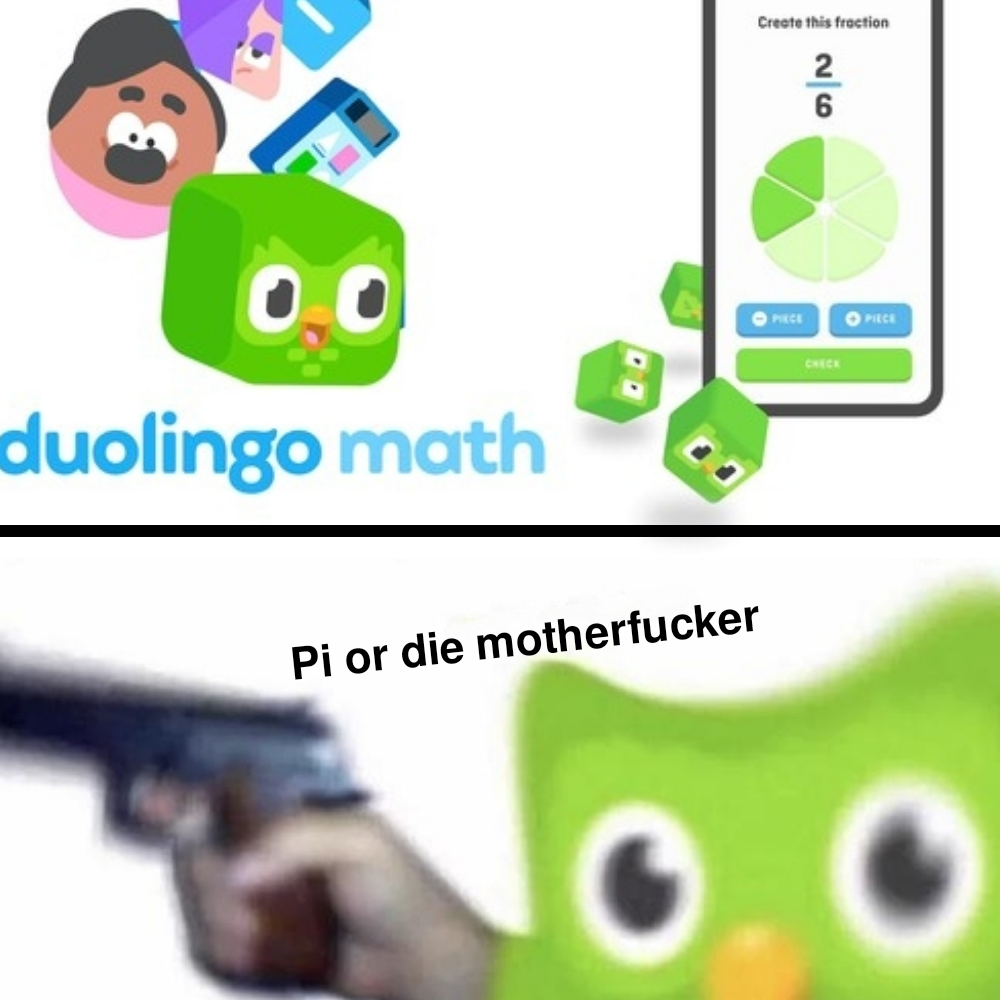 Create this fraction
2
6
PIECE
PIECE
CHECK
duolingo math
Pi or die motherfucker